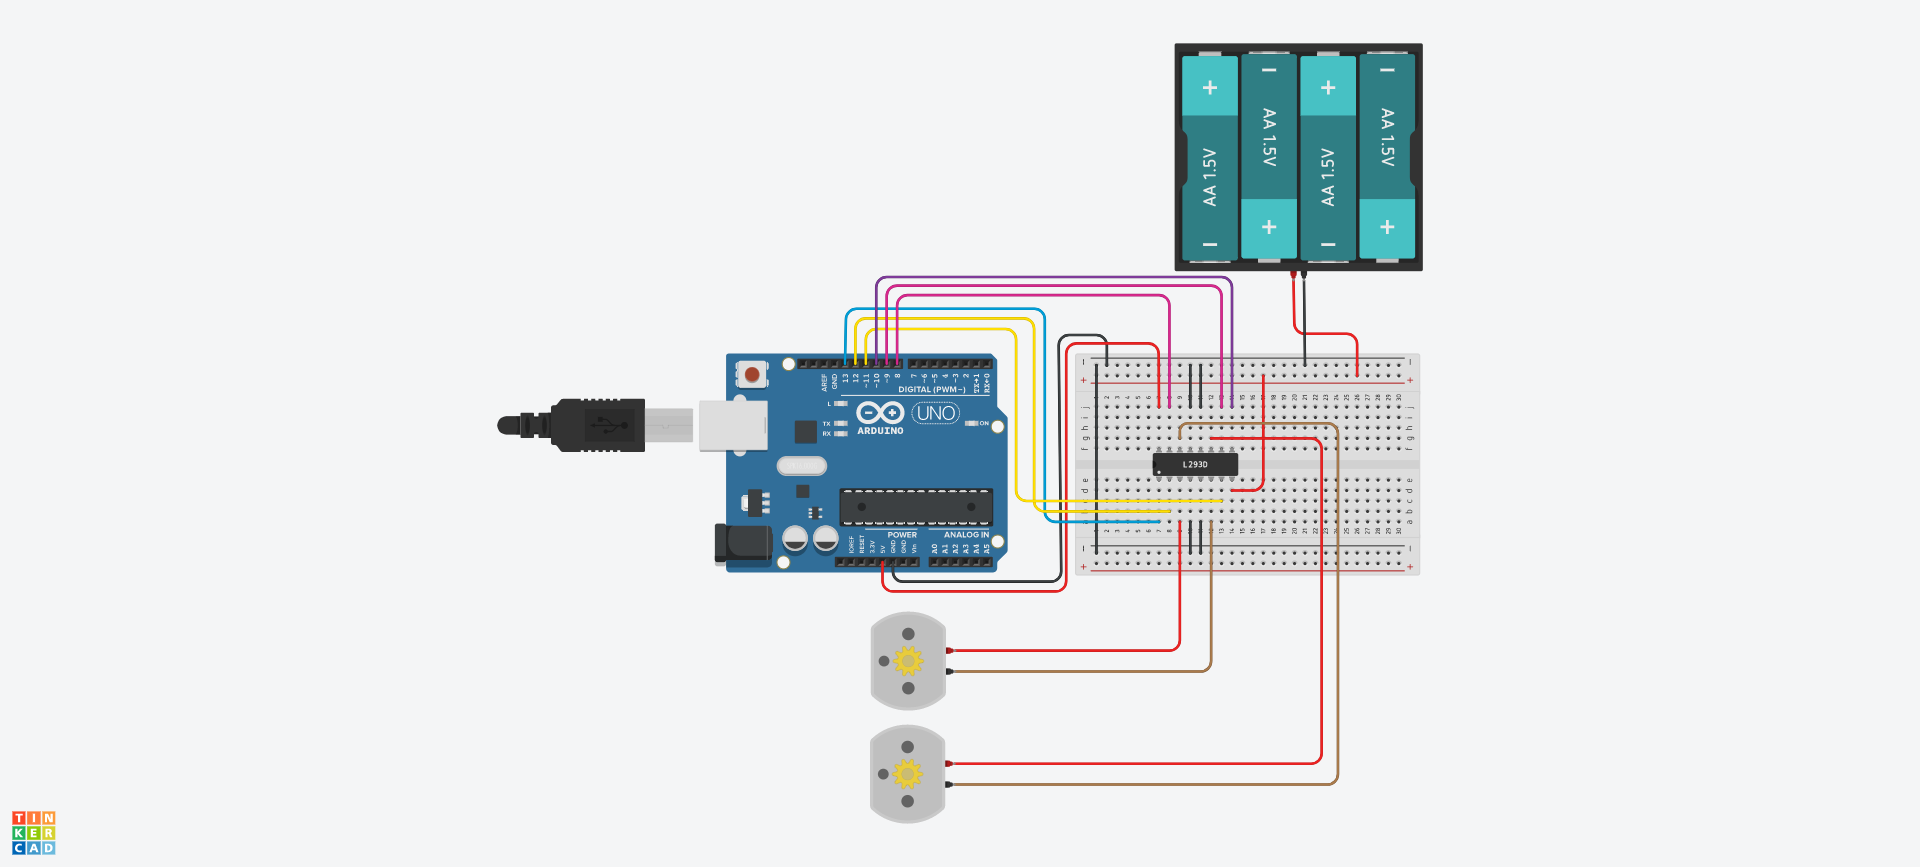 + − + −
AA 1.5V AA 1.5V AA 1.5V AA 1.5V
− + − +
AREF
GND
13
12
~11
~10
~9
8
7
~6
~5
4
~3
2
TX→1
RX←0
DIGITAL (PWM~)
L
TX
RX
UNO
ARDUINO
ON
POWER
ANALOG IN
IOREF
RESET
3.3V
5V
GND
GND
Vin
A0
A1
A2
A3
A4
A5
− −
+ +
j j
i i
h h
g g
f f
L293D
e e
d d
c
b
a
− −
+ +
TIN
KER
CAD